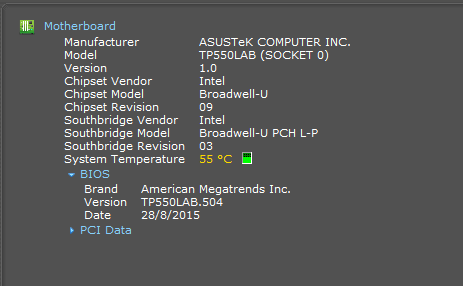 Motherboard
Manufacturer ASUSTeK COMPUTER INC.
Model TP550LAB (SOCKET 0)
Version 1.0
Chipset Vendor Intel
Chipset Model Broadwell-U
Chipset Revision 09
Southbridge Vendor Intel
Southbridge Model Broadwell-U PCH L-P
Southbridge Revision 03
System Temperature 55 °C
BIOS
Brand American Megatrends Inc.
Version TP550LAB.504
Date 28/8/2015
PCI Data